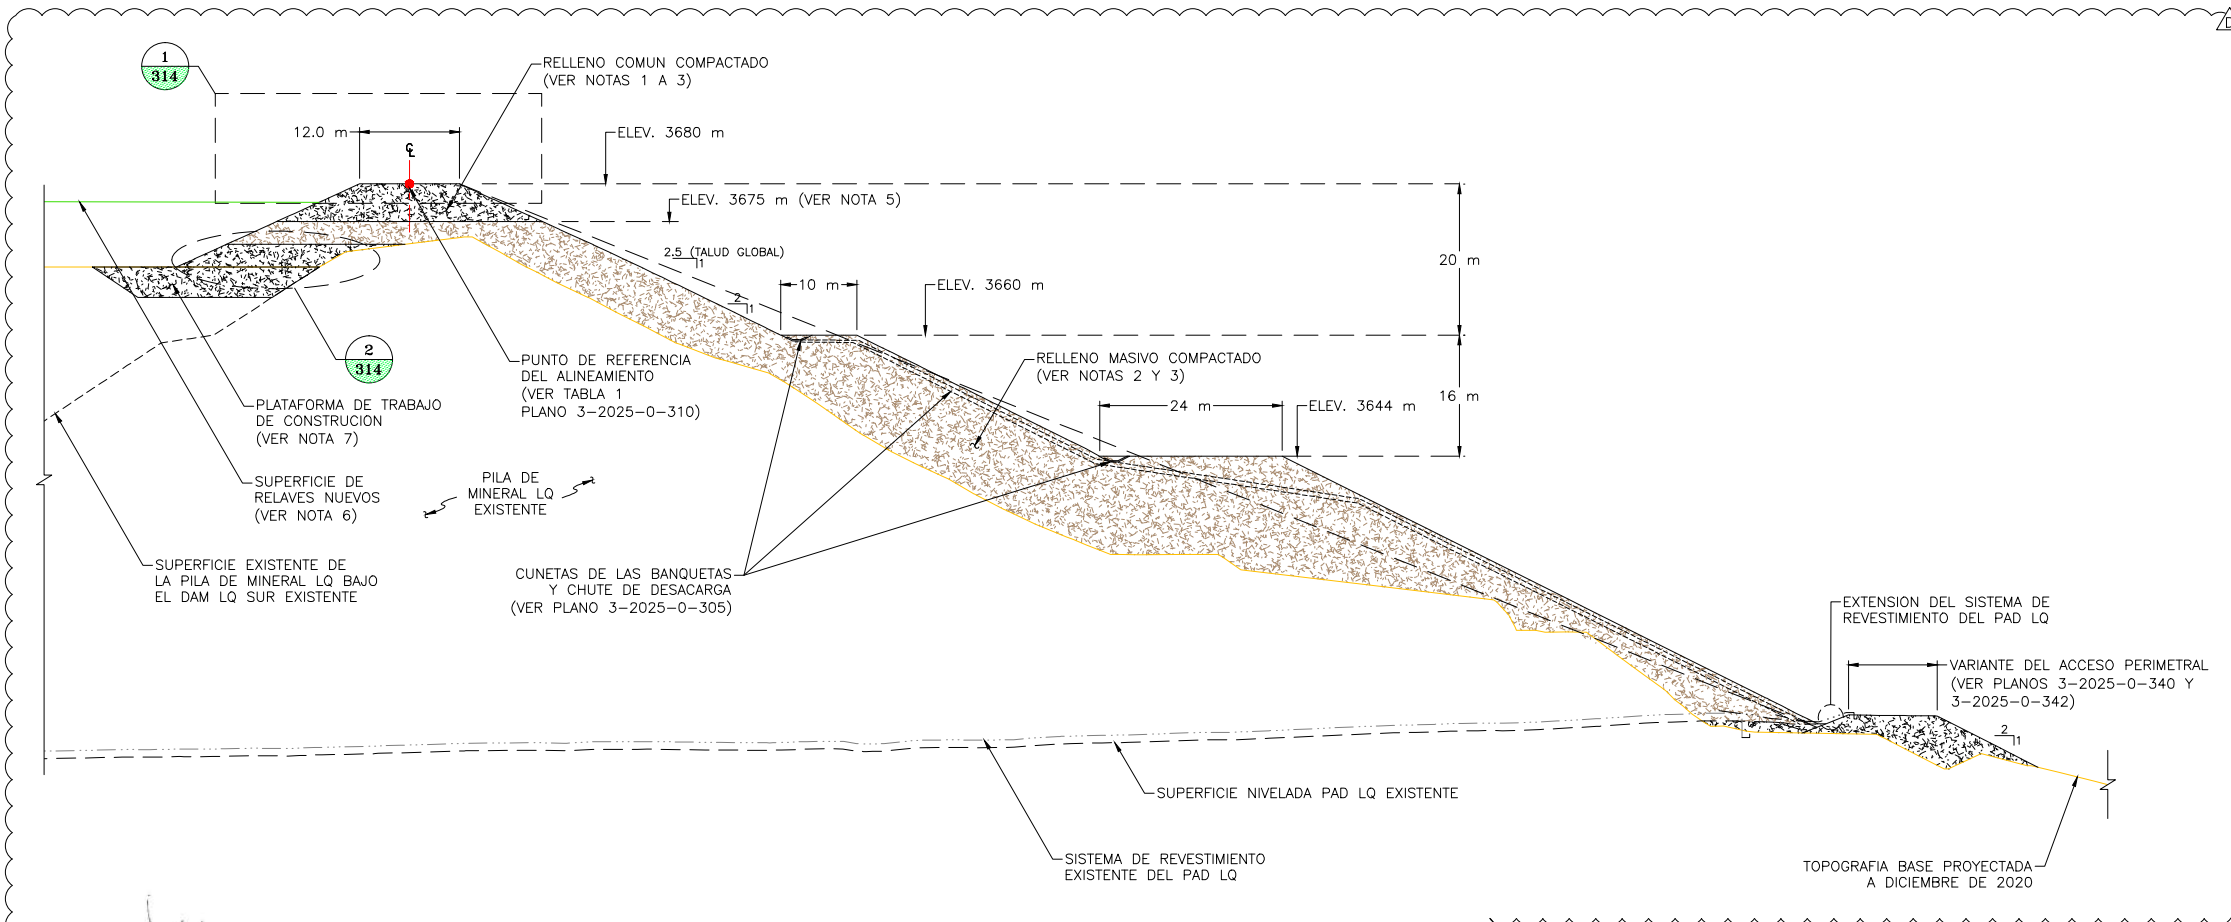 D
1
314
RELLENO COMUN COMPACTADO
(VER NOTAS 1 A 3)
12.0 m
ELEV. 3680 m
ELEV. 3675 m (VER NOTA 5)
2.5 (TALUD GLOBAL)
1
20 m
10 m
ELEV. 3660 m
2
1
2
314
PUNTO DE REFERENCIA
DEL ALINEAMIENTO
(VER TABLA 1
PLANO 3-2025-0-310)
RELLENO MASIVO COMPACTADO
(VER NOTAS 2 Y 3)
24 m
ELEV. 3644 m
16 m
PLATAFORMA DE TRABAJO
DE CONSTRUCION
(VER NOTA 7)
SUPERFICIE DE
RELAVES NUEVOS
(VER NOTA 6)
PILA DE
MINERAL LQ
EXISTENTE
SUPERFICIE EXISTENTE DE
LA PILA DE MINERAL LQ BAJO
EL DAM LQ SUR EXISTENTE
CUNETAS DE LAS BANQUETAS
Y CHUTE DE DESACARGA
(VER PLANO 3-2025-0-305)
EXTENSION DEL SISTEMA DE
REVESTIMIENTO DEL PAD LQ
VARIANTE DEL ACCESO PERIMETRAL
(VER PLANOS 3-2025-0-340 Y
3-2025-0-342)
2
1
SUPERFICIE NIVELADA PAD LQ EXISTENTE
SISTEMA DE REVESTIMIENTO
EXISTENTE DEL PAD LQ
TOPOGRAFIA BASE PROYECTADA
A DICIEMBRE DE 2020